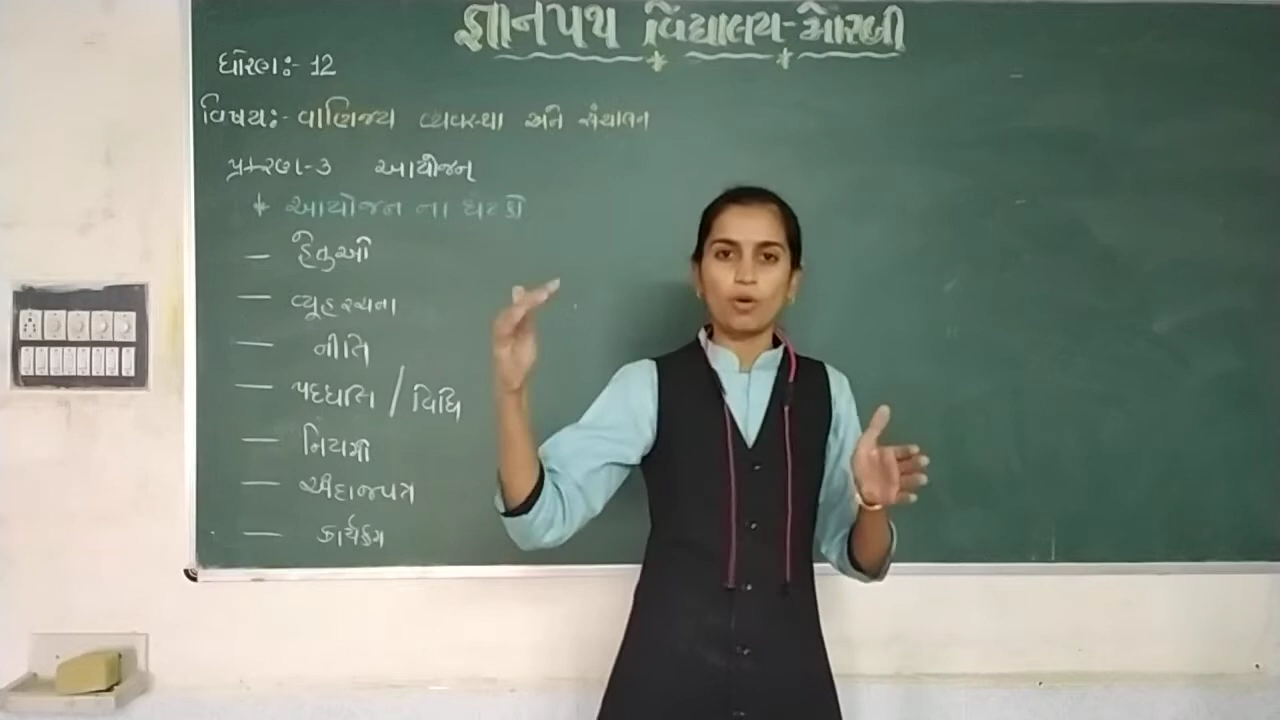 જ્ઞાનપથ વિદ્યાલય-મોરબી
ધોરણ:- 12
વિષય:- વાણિજ્ય વ્યવસ્થા અને સંચાલન
પ્રકરણ-૩ આયોજન
* આયોજન ના ઘટકો
— હેતુઓ
— વ્યૂહરચના
— નીતિ
— પદ્ધતિ / વિધિ
— નિયમો
— અંદાજપત્ર
— કાર્યક્રમ